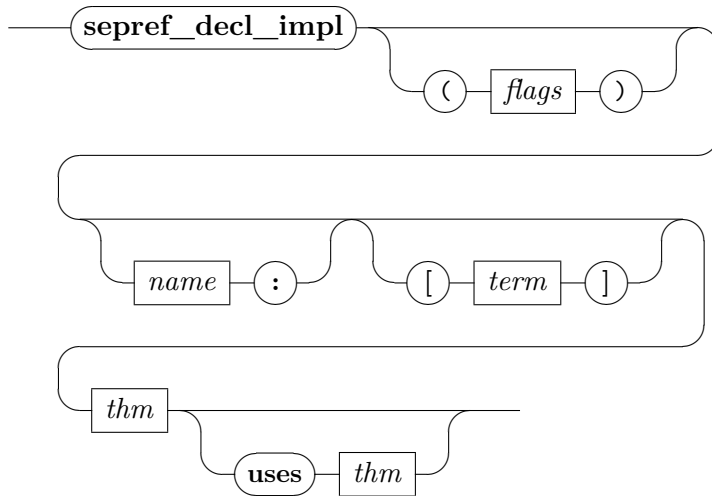 sepref_decl_impl
( flags )
name : [ term ]
thm
uses thm